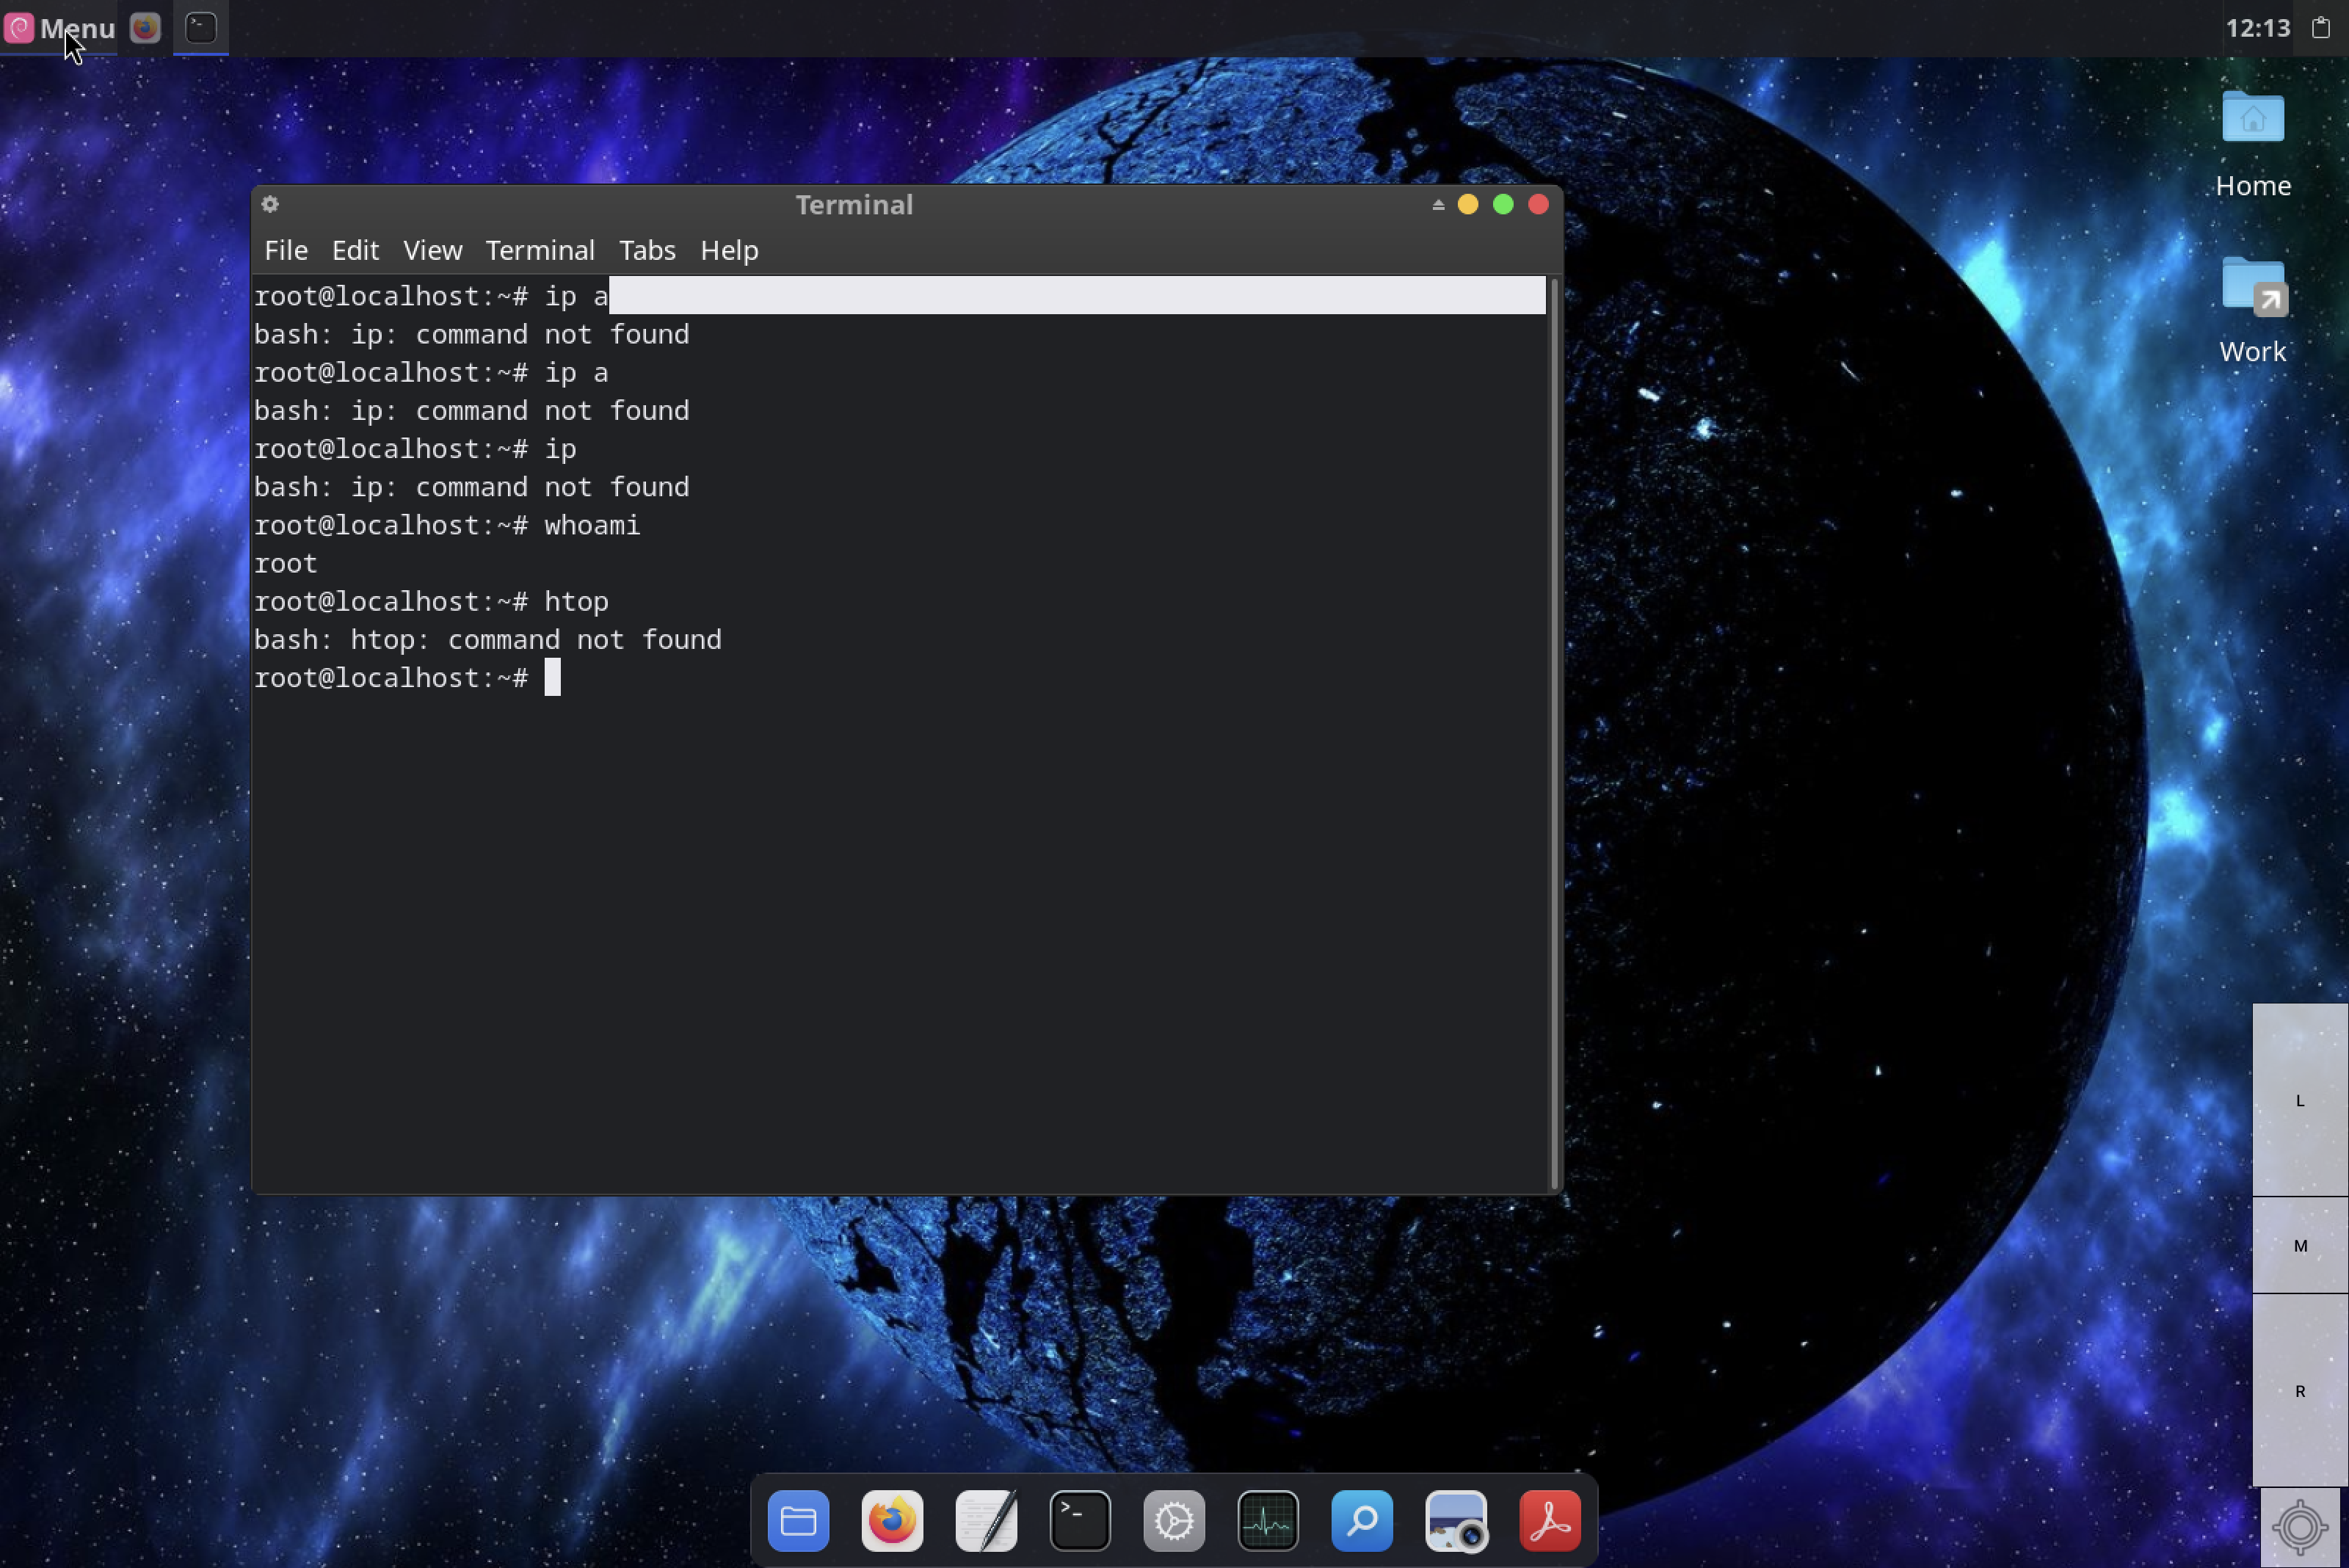 Menu
12:13
Home
Work
Terminal
File Edit View Terminal Tabs Help
root@localhost:~# ip a
bash: ip: command not found
root@localhost:~# ip a
bash: ip: command not found
root@localhost:~# ip
bash: ip: command not found
root@localhost:~# whoami
root
root@localhost:~# htop
bash: htop: command not found
root@localhost:~#
L
M
R